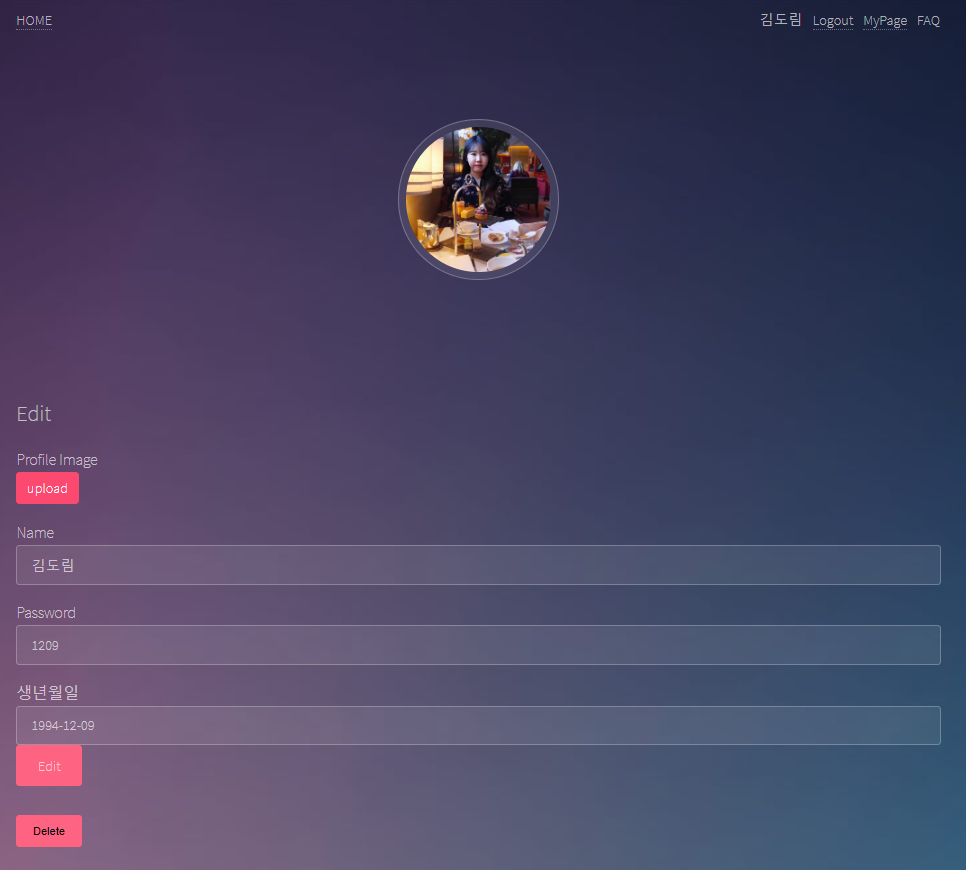 HOME 김도림 Logout MyPage FAQ
Edit
Profile Image
upload
Name
김도림
Password
1209
생년월일
1994-12-09
Edit
Delete